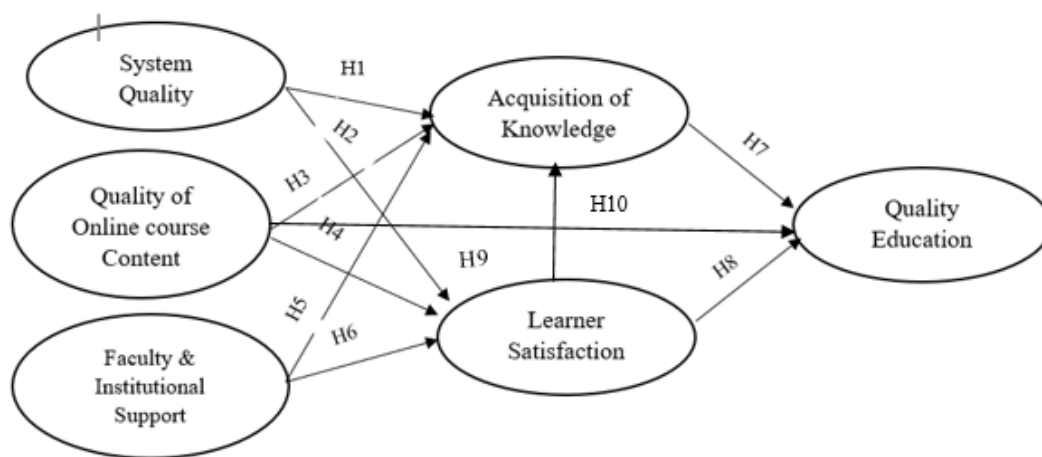 System
Quality
H1
Acquisition of
Knowledge
H2
H7
H3
Quality of
Online course
Content
H10
Quality
Education
H4
H9
H8
H5
H6
Learner
Satisfaction
Faculty &
Institutional
Support